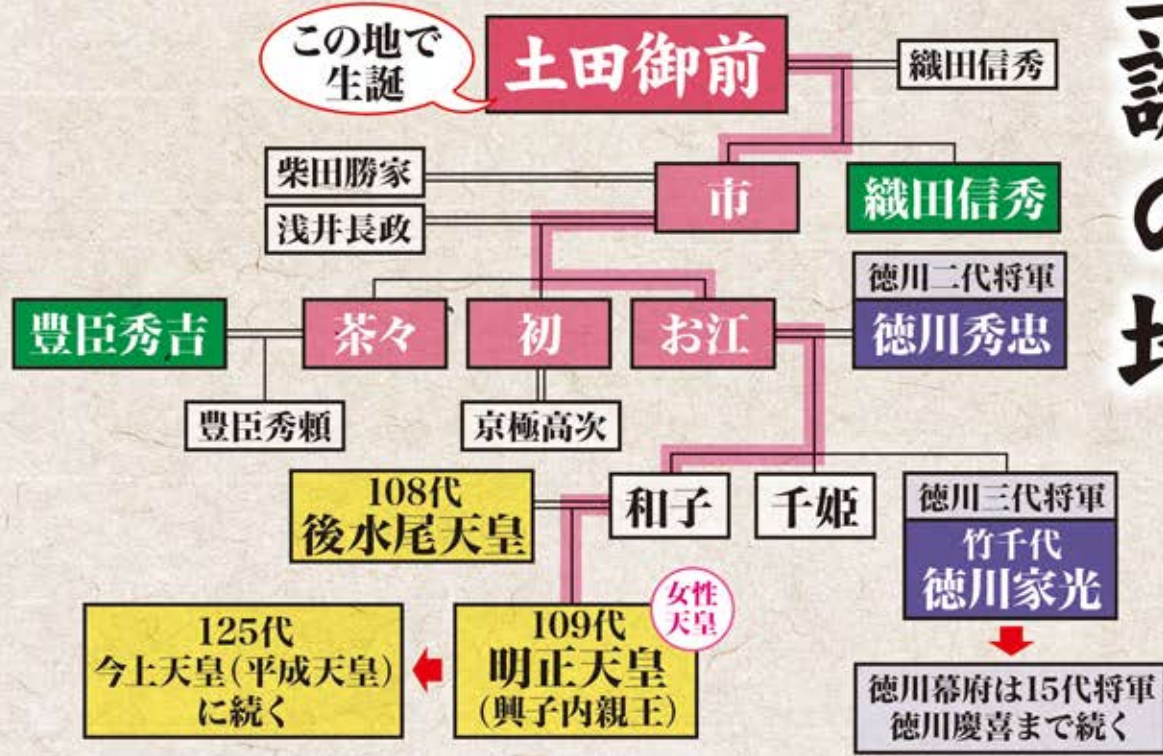 この地で
生誕
土田御前
織田信秀
柴田勝家
浅井長政
市
織田信秀
徳川二代将軍
徳川秀忠
豊臣秀吉
茶々
初
お江
豊臣秀頼
京極高次
108代
後水尾天皇
和子
千姫
徳川三代将軍
竹千代
徳川家光
125代
今上天皇(平成天皇)
に続く
109代
明正天皇
(興子内親王)
女性
天皇
徳川幕府は15代将軍
徳川慶喜まで続く
の地